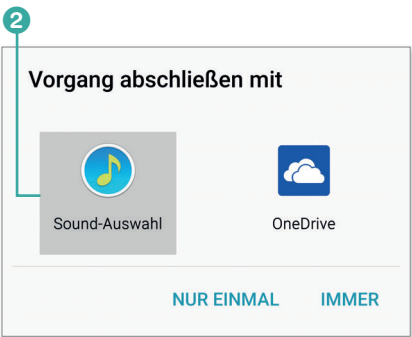 2
Vorgang abschließen mit
Sound-Auswahl OneDrive
NUR EINMAL IMMER